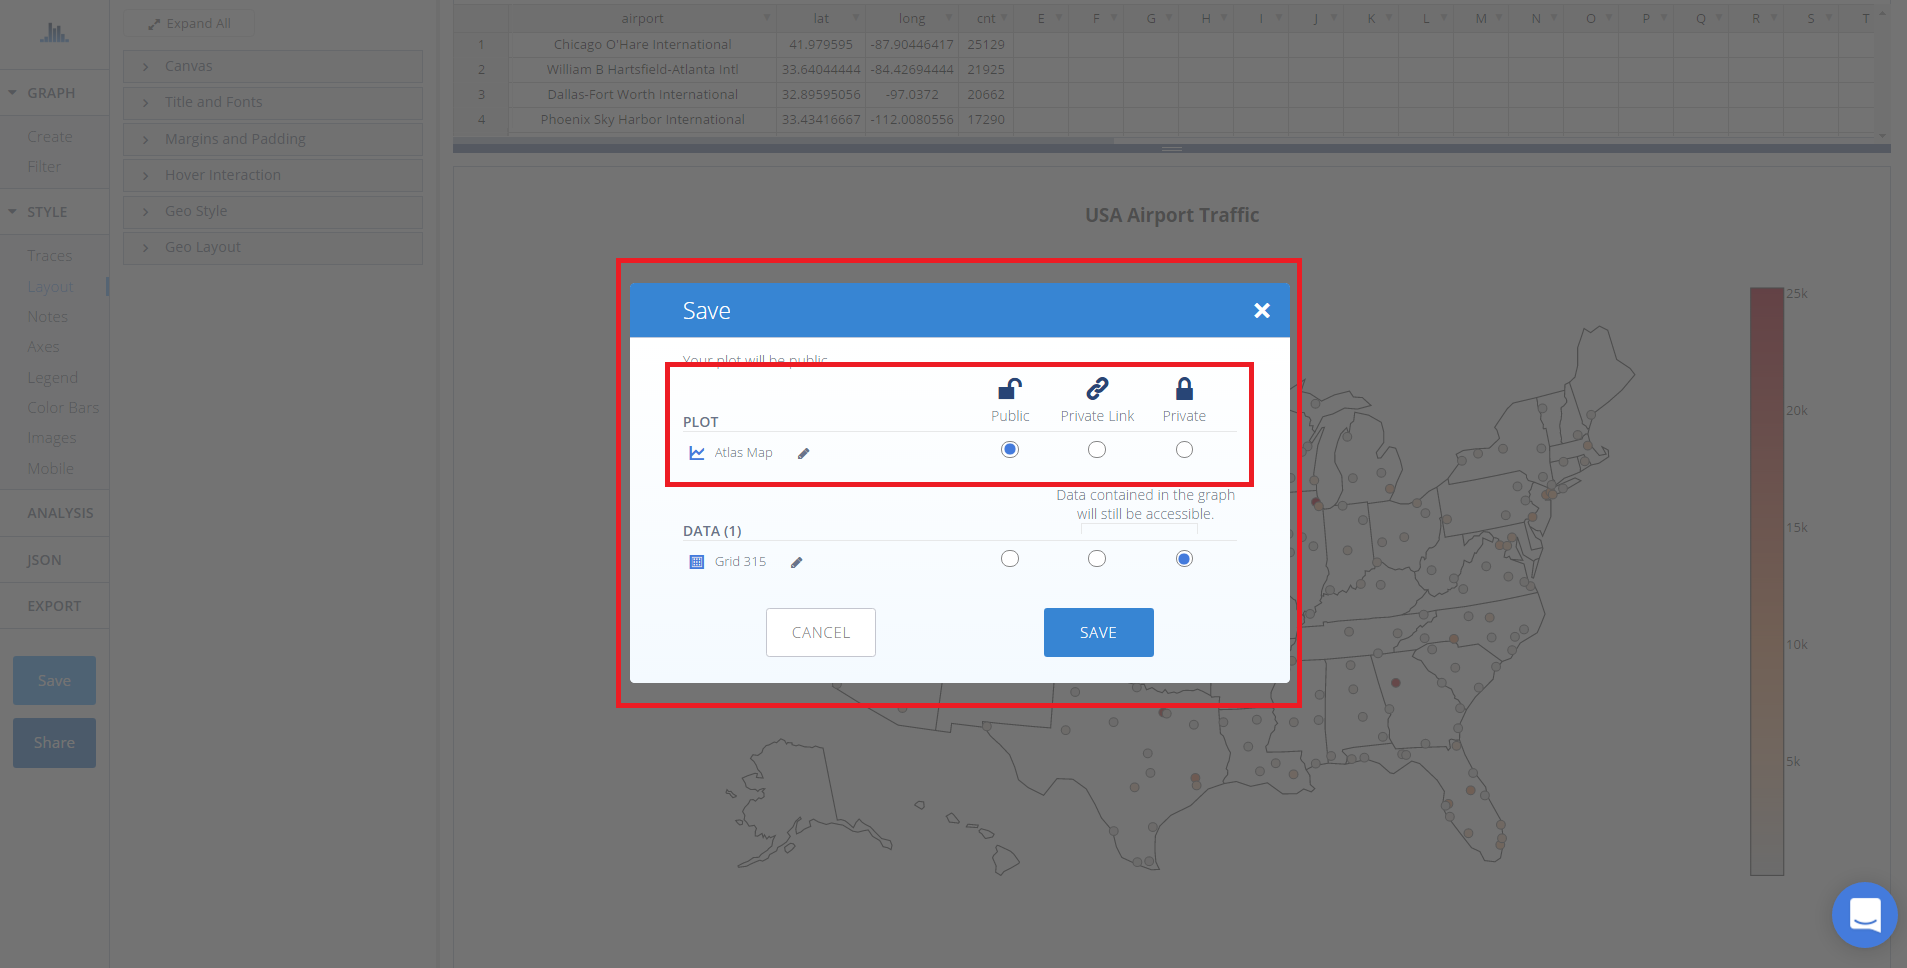 Expand All
Canvas
Title and Fonts
Margins and Padding
Hover Interaction
Geo Style
Geo Layout
GRAPH
Create
Filter
STYLE
Traces
Layout
Notes
Axes
Legend
Color Bars
Images
Mobile
ANALYSIS
JSON
EXPORT
Save
Share
airport lat long cnt E F G H I J K L M N O P Q R S T
1 Chicago O'Hare International 41.979595 -87.90446417 25129
2 William B Hartsfield-Atlanta Intl 33.64044444 -84.42694444 21925
3 Dallas-Fort Worth International 32.89595056 -97.0372 20662
4 Phoenix Sky Harbor International 33.43416667 -112.0080556 17290
USA Airport Traffic
25k
20k
15k
10k
5k
Save
Your plot will be public
Public Private Link Private
PLOT
Atlas Map
Data contained in the graph
will still be accessible.
DATA (1)
Grid 315
CANCEL SAVE